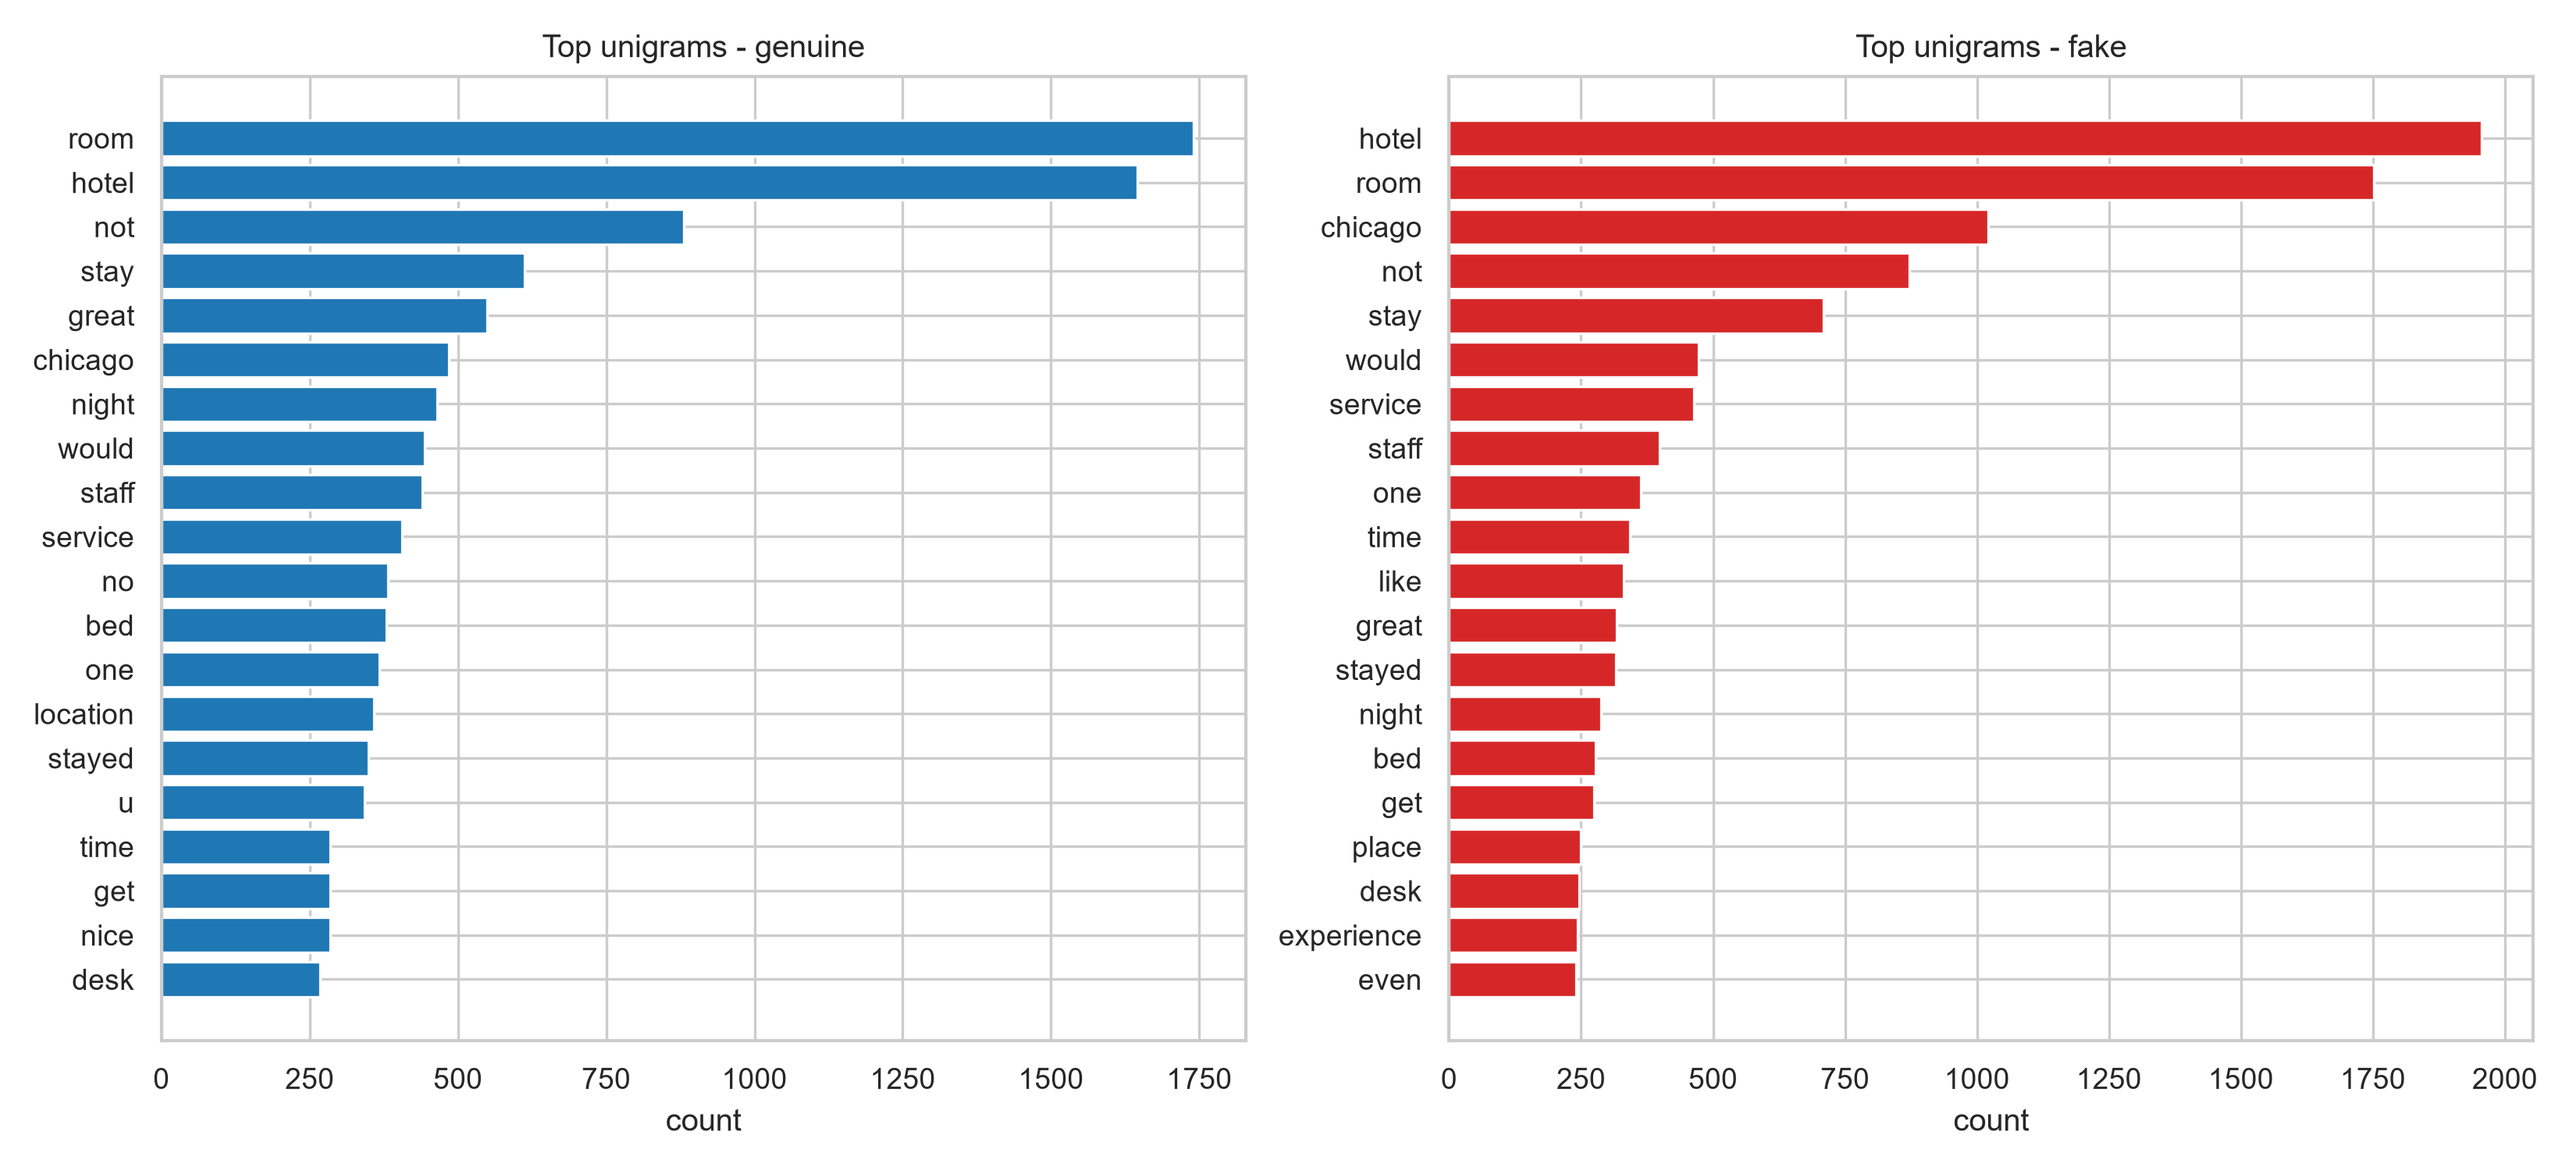 Top unigrams - genuine
room
hotel
not
stay
great
chicago
night
would
staff
service
no
bed
one
location
stayed
u
time
get
nice
desk
0 250 500 750 1000 1250 1500 1750
count
Top unigrams - fake
hotel
room
chicago
not
stay
would
service
staff
one
time
like
great
stayed
night
bed
get
place
desk
experience
even
0 250 500 750 1000 1250 1500 1750 2000
count